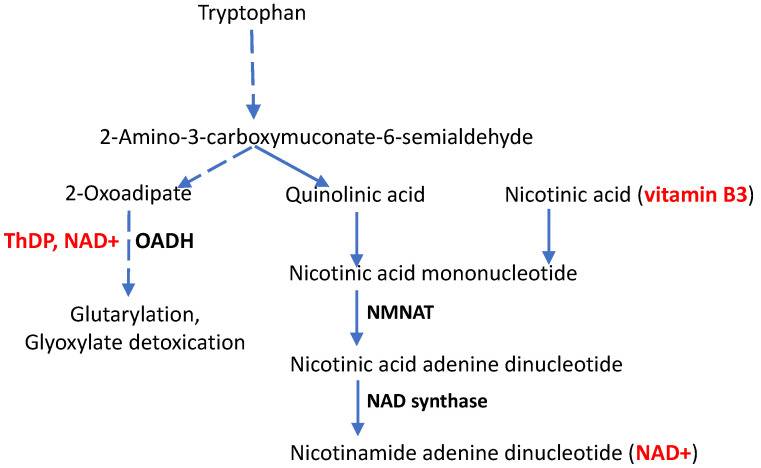 Tryptophan
2-Amino-3-carboxymuconate-6-semialdehyde
2-Oxoadipate
Quinolinic acid
Nicotinic acid (vitamin B3)
ThDP, NAD+
OADH
Nicotinic acid mononucleotide
Glutarylation,
Glyoxylate detoxication
NMNAT
Nicotinic acid adenine dinucleotide
NAD synthase
Nicotinamide adenine dinucleotide (NAD+)